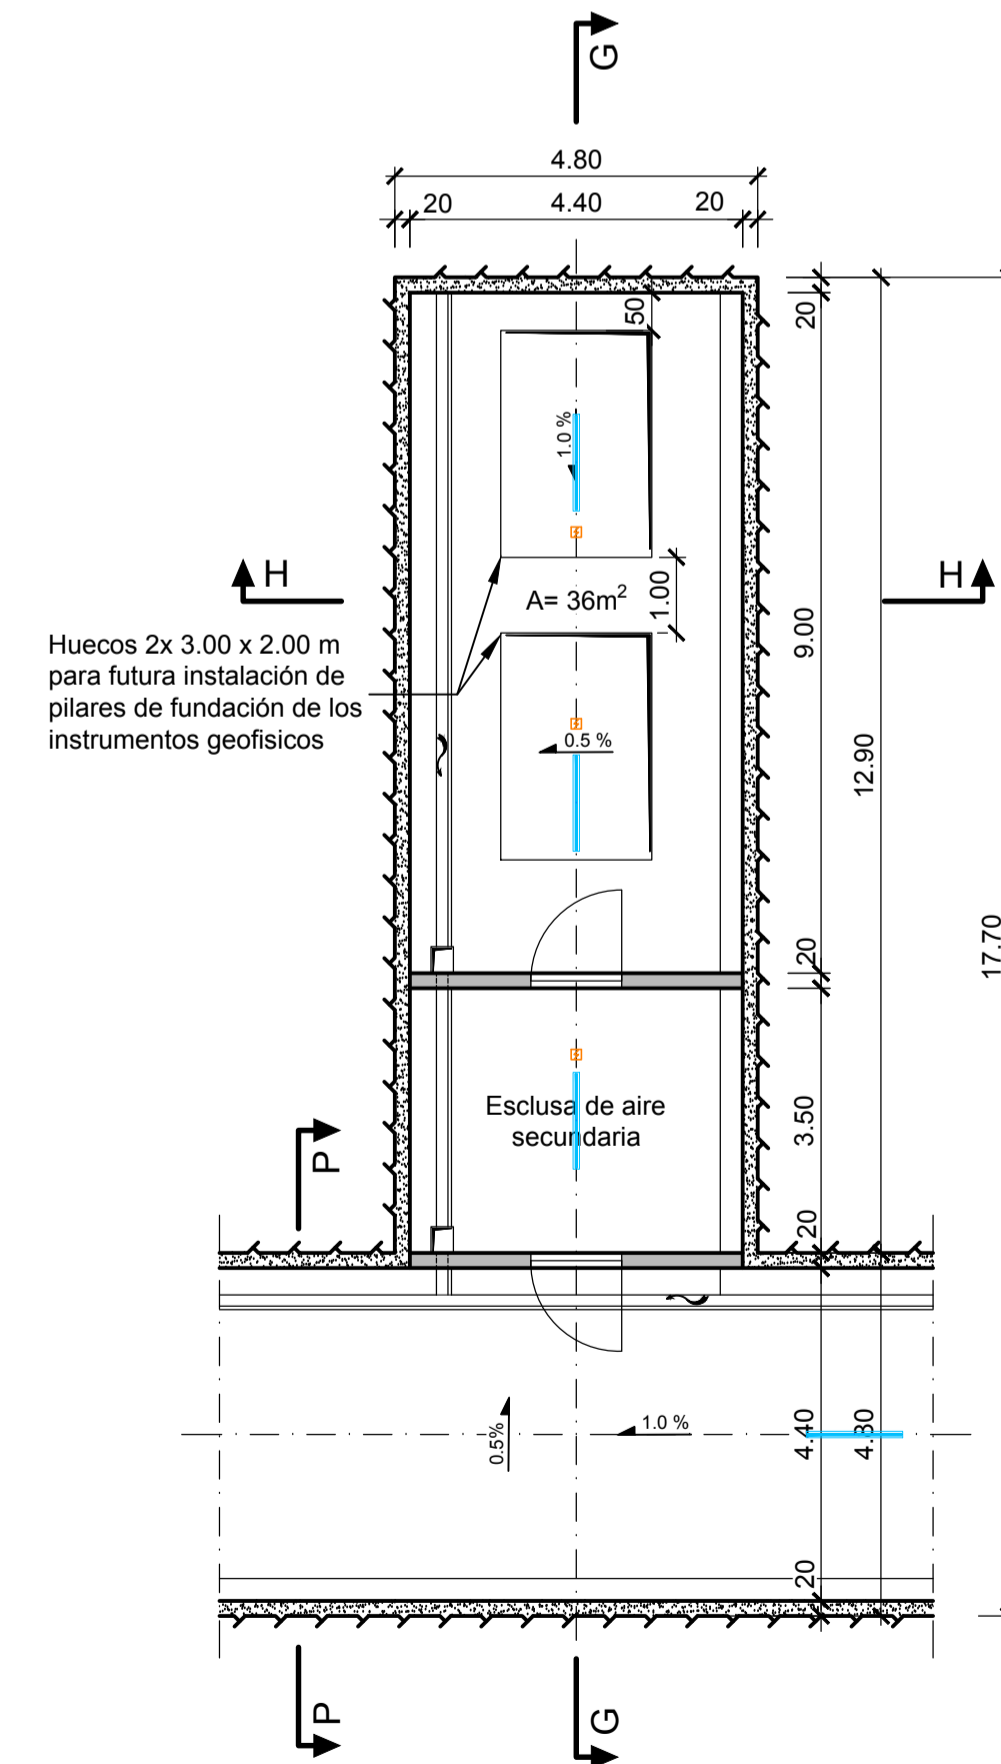 G
4.80
20
4.40
20
50
20
1.0 %
H
H
A= 36m²
1.00
9.00
Huecos 2x 3.00 x 2.00 m
para futura instalación de
pilares de fundación de los
instrumentos geofisicos
0.5 %
12.90
17.70
20
Esclusa de aire
secundaria
3.50
P
20
0.5%
1.0 %
4.40
4.80
20
P
G